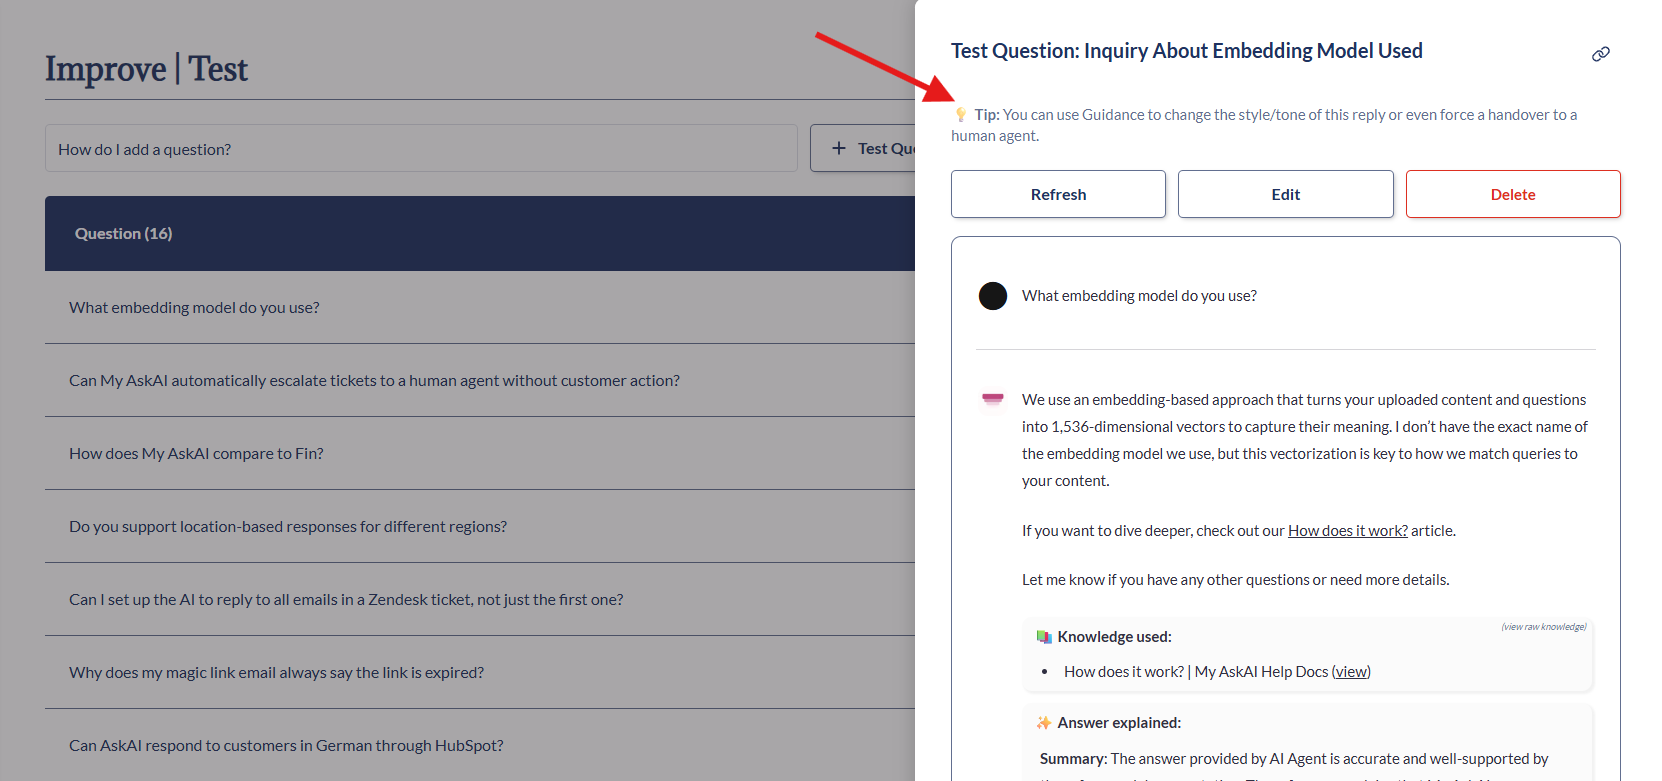 Improve | Test
How do I add a question?
+ Test Qu
Question (16)
What embedding model do you use?
Can My AskAI automatically escalate tickets to a human agent without customer action?
How does My AskAI compare to Fin?
Do you support location-based responses for different regions?
Can I set up the AI to reply to all emails in a Zendesk ticket, not just the first one?
Why does my magic link email always say the link is expired?
Can AskAI respond to customers in German through HubSpot?
Test Question: Inquiry About Embedding Model Used
💡 Tip: You can use Guidance to change the style/tone of this reply or even force a handover to a
human agent.
Refresh
Edit
Delete
What embedding model do you use?
We use an embedding-based approach that turns your uploaded content and questions
into 1,536-dimensional vectors to capture their meaning. I don’t have the exact name of
the embedding model we use, but this vectorization is key to how we match queries to
your content.
If you want to dive deeper, check out our How does it work? article.
Let me know if you have any other questions or need more details.
(view raw knowledge)
📚 Knowledge used:
• How does it work? | My AskAI Help Docs (view)
✨ Answer explained:
Summary: The answer provided by AI Agent is accurate and well-supported by